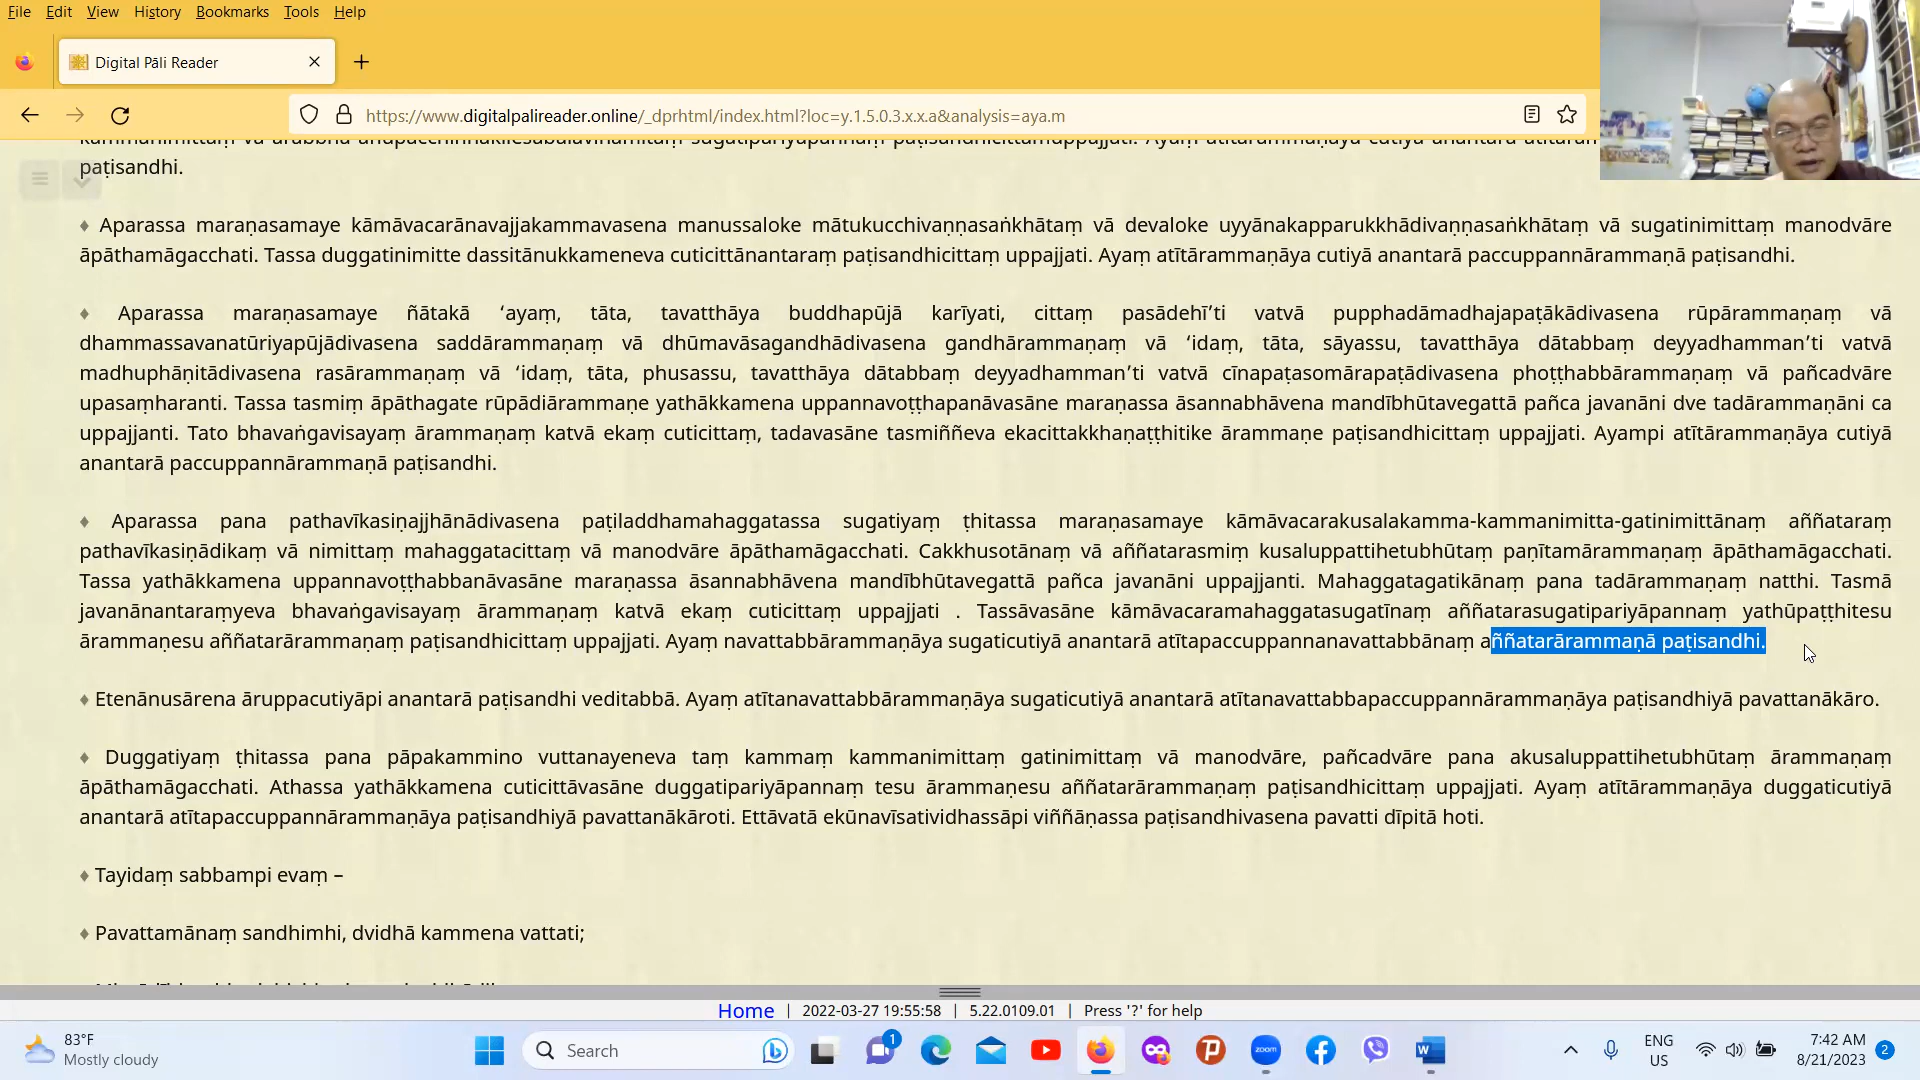 File Edit View History Bookmarks Tools Help
Digital Pāli Reader
https://www.digitalpalireader.online/_dprhtml/index.html?loc=y.1.5.0.3.x.x.a&analysis=aya.m
paṭisandhi.
♦ Aparassa maraṇasamaye kāmāvacarānavajjakammavasena manussaloke mātukucchivaṇṇasaṅkhātaṃ vā devaloke uyyānakapparukkhādivaṇṇasaṅkhātaṃ vā sugatinimittaṃ manodvāre
āpāthamāgacchati. Tassa duggatinimitte dassitānukkameneva cuticittānantaraṃ paṭisandhicittaṃ uppajjati. Ayaṃ atītārammaṇāya cutiyā anantarā paccuppannārammaṇā paṭisandhi.
♦ Aparassa maraṇasamaye ñātakā ‘ayaṃ, tāta, tavatthāya buddhapūjā karīyati, cittaṃ pasādehī’ti vatvā pupphadāmadhajapaṭākādivasena rūpārammaṇaṃ vā
dhammassavanatūriyapūjādivasena saddārammaṇaṃ vā dhūmavāsagandhādivasena gandhārammaṇaṃ vā ‘idaṃ, tāta, sāyassu, tavatthāya dātabbaṃ deyyadhamman’ti vatvā
madhuphāṇitādivasena rasārammaṇaṃ vā ‘idaṃ, tāta, phusassu, tavatthāya dātabbaṃ deyyadhamman’ti vatvā cīnapaṭasomārapaṭādivasena phoṭṭhabbārammaṇaṃ vā pañcadvāre
upasaṃharanti. Tassa tasmiṃ āpāthagate rūpādiārammaṇe yathākkamena uppannavoṭṭhapanāvasāne maraṇassa āsannabhāvena mandībhūtavegattā pañca javanāni dve tadārammaṇāni ca
uppajjanti. Tato bhavaṅgavisayaṃ ārammaṇaṃ katvā ekaṃ cuticittaṃ, tadavasāne tasmiññeva ekacittakkhaṇaṭṭhitike ārammaṇe paṭisandhicittaṃ uppajjati. Ayampi atītārammaṇāya cutiyā
anantarā paccuppannārammaṇā paṭisandhi.
♦ Aparassa pana pathavīkasiṇajjhānādivasena paṭiladdhamahaggatassa sugatiyaṃ ṭhitassa maraṇasamaye kāmāvacarakusalakamma-kammanimitta-gatinimittānaṃ aññataraṃ
pathavīkasiṇādikaṃ vā nimittaṃ mahaggatacittaṃ vā manodvāre āpāthamāgacchati. Cakkhusotānaṃ vā aññatarasmiṃ kusaluppattihetubhūtaṃ paṇītamārammaṇaṃ āpāthamāgacchati.
Tassa yathākkamena uppannavoṭṭhabbanāvasāne maraṇassa āsannabhāvena mandībhūtavegattā pañca javanāni uppajjanti. Mahaggatagatikānaṃ pana tadārammaṇaṃ natthi. Tasmā
javanānantaraṃyeva bhavaṅgavisayaṃ ārammaṇaṃ katvā ekaṃ cuticittaṃ uppajjati . Tassāvasāne kāmāvacaramahaggatasugatīnaṃ aññatarasugatipariyāpannaṃ yathūpaṭṭhitesu
ārammaṇesu aññatarārammaṇaṃ paṭisandhicittaṃ uppajjati. Ayaṃ navattabbārammaṇāya sugaticutiyā anantarā atītapaccuppannanavattabbānaṃ aññatarārammaṇā paṭisandhi.
♦ Etenānusārena āruppacutiyāpi anantarā paṭisandhi veditabbā. Ayaṃ atītanavattabbārammaṇāya sugaticutiyā anantarā atītanavattabbapaccuppannārammaṇāya paṭisandhiyā pavattanākāro.
♦ Duggatiyaṃ ṭhitassa pana pāpakammino vuttanayeneva taṃ kammaṃ kammanimittaṃ gatinimittaṃ vā manodvāre, pañcadvāre pana akusaluppattihetubhūtaṃ ārammaṇaṃ
āpāthamāgacchati. Athassa yathākkamena cuticittāvasāne duggatipariyāpannaṃ tesu ārammaṇesu aññatarārammaṇaṃ paṭisandhicittaṃ uppajjati. Ayaṃ atītārammaṇāya duggaticutiyā
anantarā atītapaccuppannārammaṇāya paṭisandhiyā pavattanākāroti. Ettāvatā ekūnavīsatividhassāpi viññāṇassa paṭisandhivasena pavatti dīpitā hoti.
♦ Tayidaṃ sabbampi evaṃ –
♦ Pavattamānaṃ sandhimhi, dvidhā kammena vattati;
Home | 2022-03-27 19:55:58 | 5.22.0109.01 | Press '?' for help
83°F
Mostly cloudy
Search
1
zoom
ENG
US
7:42 AM
8/21/2023
2